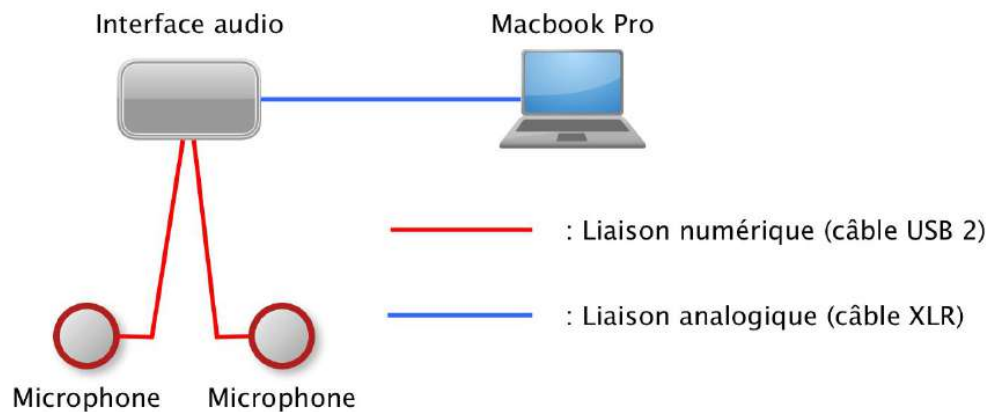 Interface audio
Macbook Pro
: Liaison numérique (câble USB 2)
: Liaison analogique (câble XLR)
Microphone
Microphone